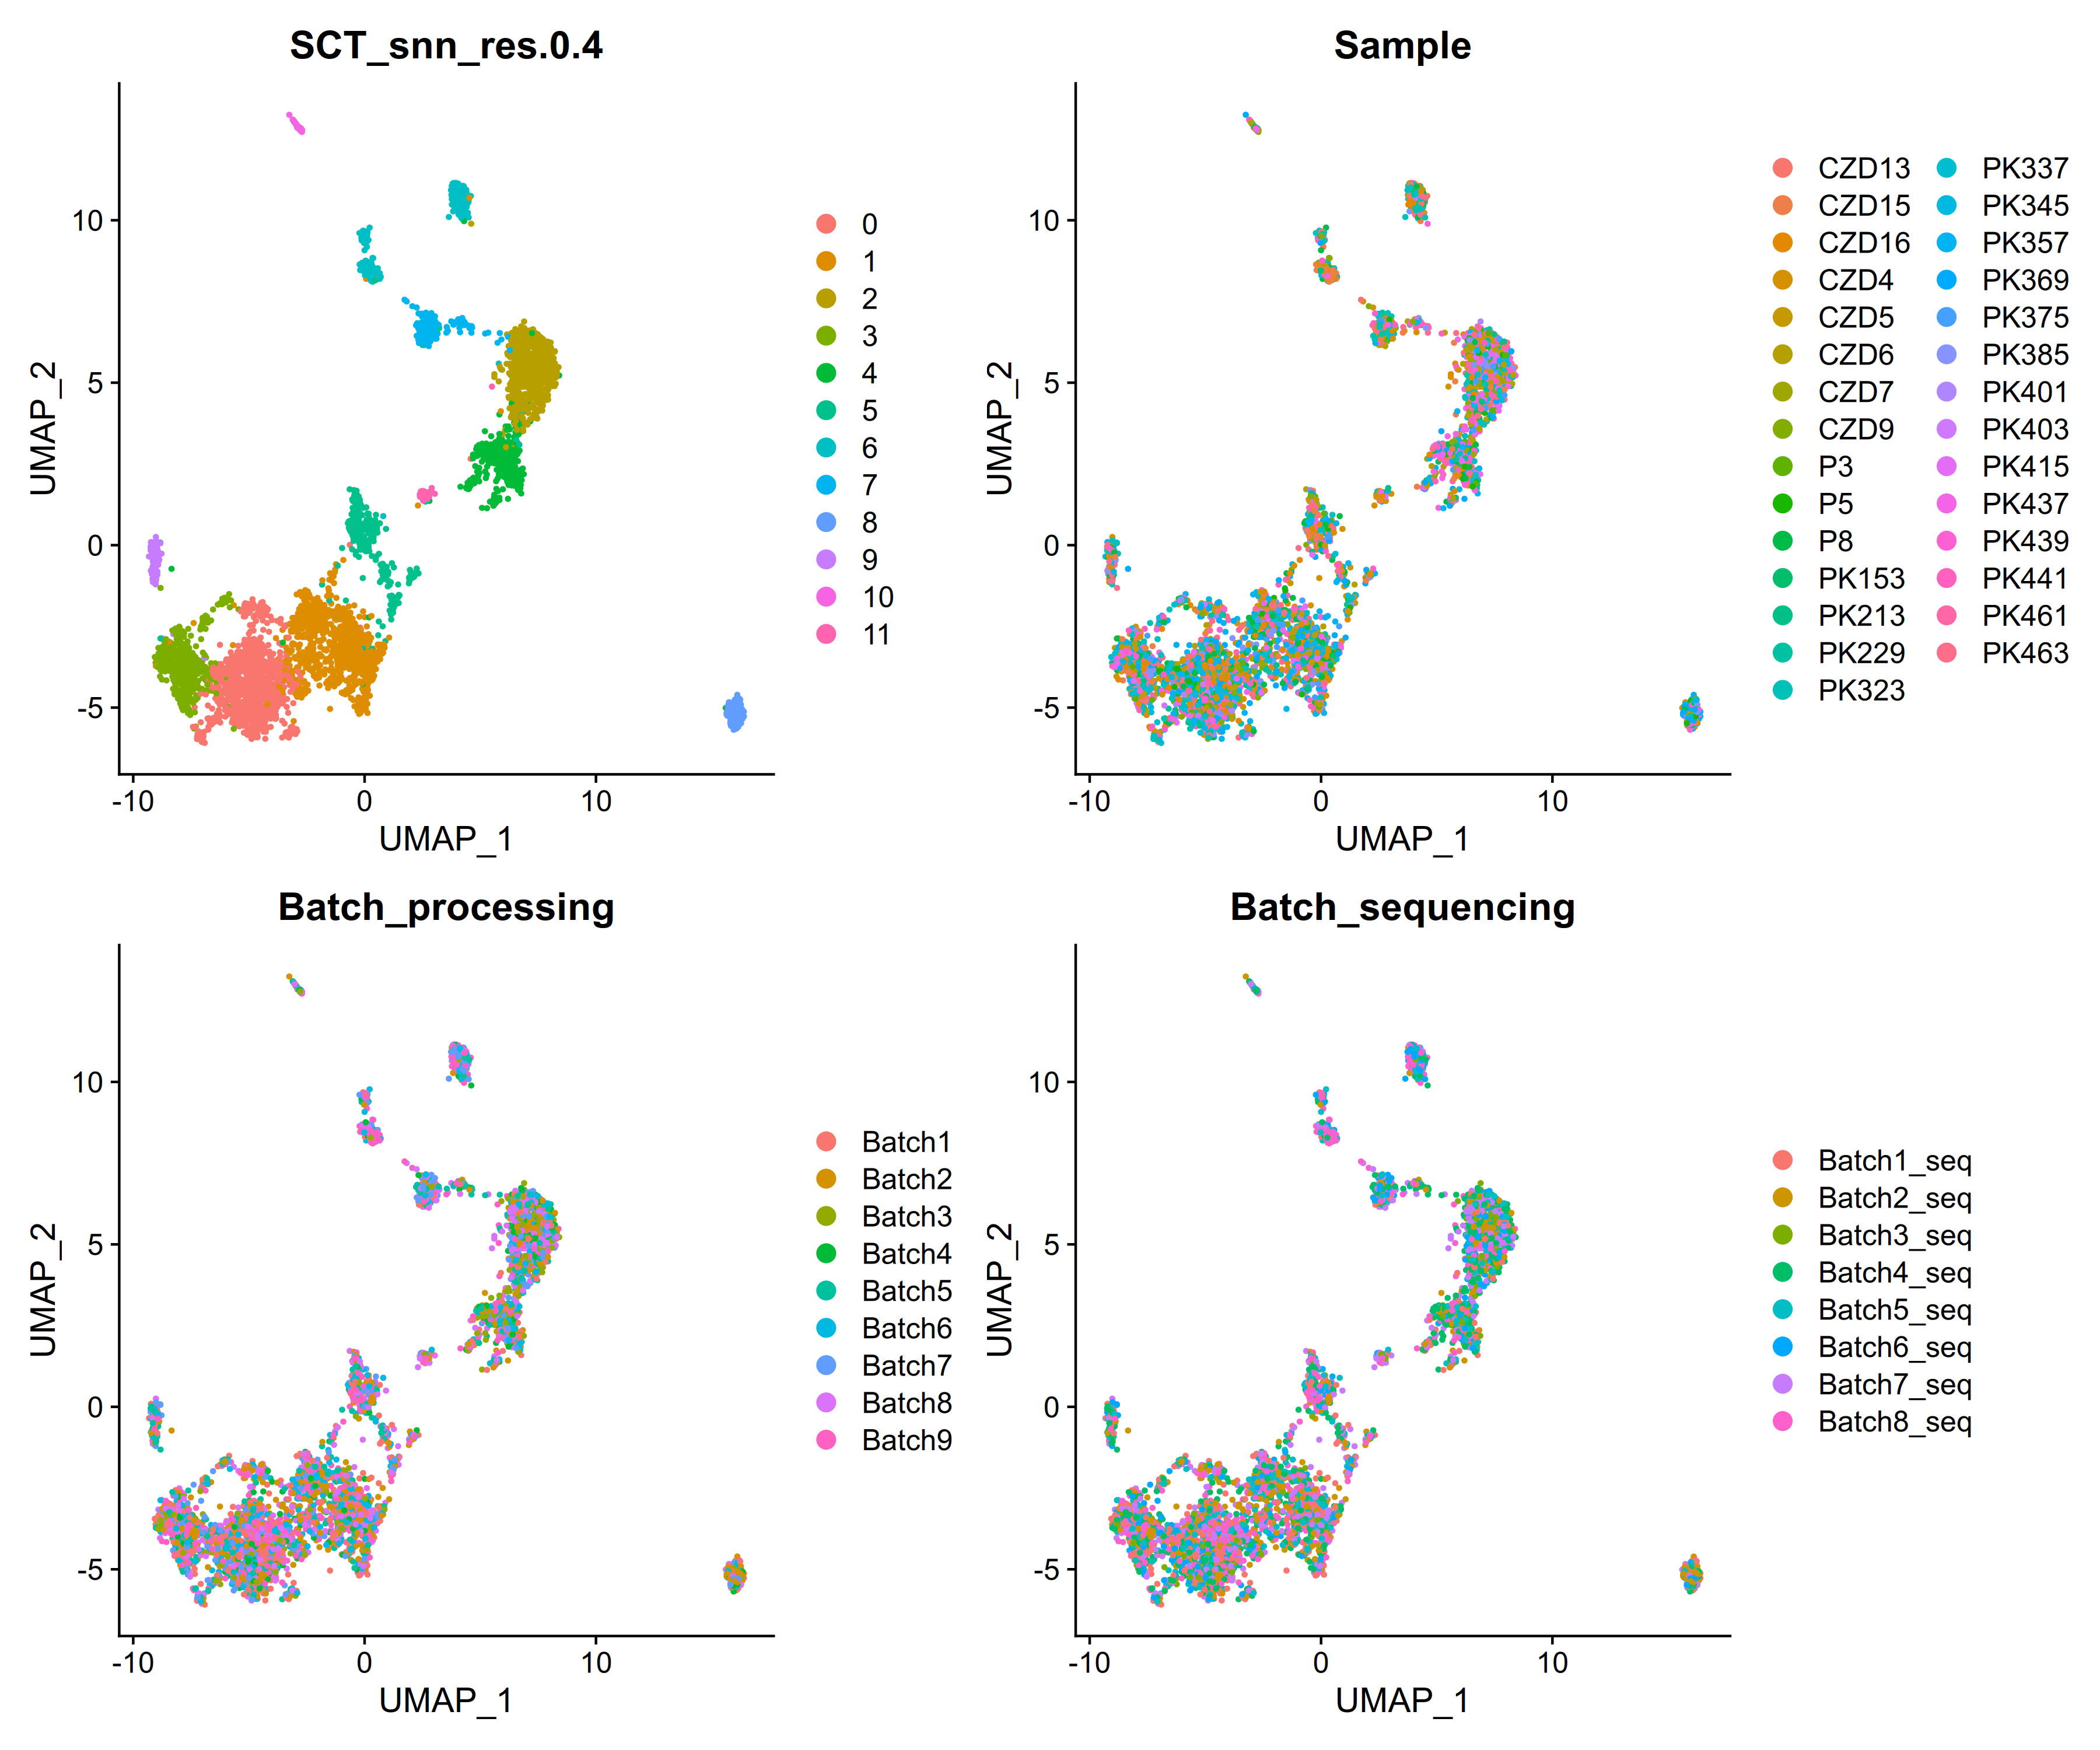 SCT_snn_res.0.4
UMAP_2
10
5
0
-5
-10
0
10
UMAP_1
0
1
2
3
4
5
6
7
8
9
10
11
Sample
UMAP_2
10
5
0
-5
-10
0
10
UMAP_1
CZD13
CZD15
CZD16
CZD4
CZD5
CZD6
CZD7
CZD9
P3
P5
P8
PK153
PK213
PK229
PK323
PK337
PK345
PK357
PK369
PK375
PK385
PK401
PK403
PK415
PK437
PK439
PK441
PK461
PK463
Batch_processing
UMAP_2
10
5
0
-5
-10
0
10
UMAP_1
Batch1
Batch2
Batch3
Batch4
Batch5
Batch6
Batch7
Batch8
Batch9
Batch_sequencing
UMAP_2
10
5
0
-5
-10
0
10
UMAP_1
Batch1_seq
Batch2_seq
Batch3_seq
Batch4_seq
Batch5_seq
Batch6_seq
Batch7_seq
Batch8_seq